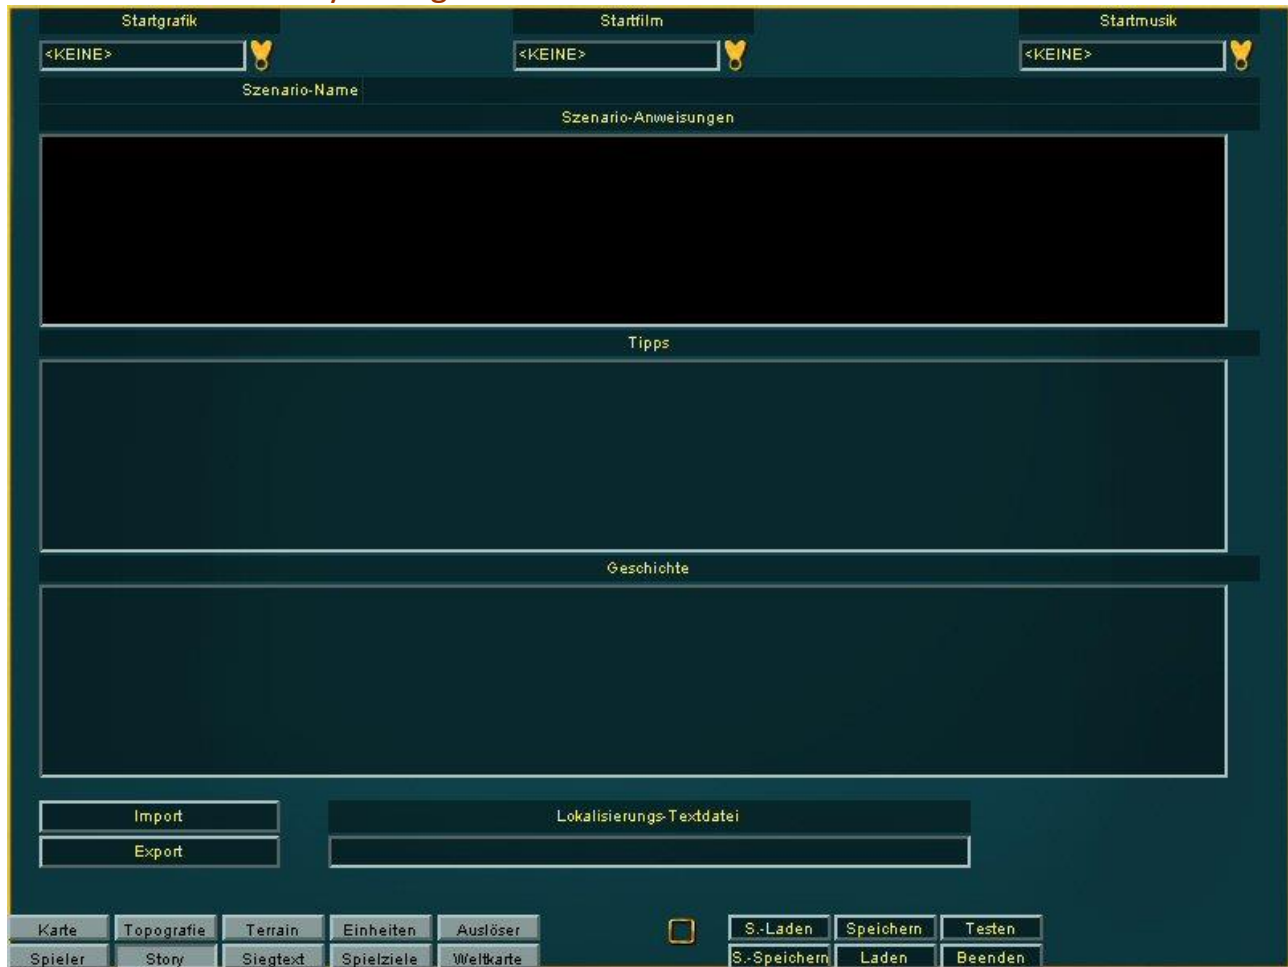 Startgrafik Startfilm Startmusik
<KEINE> <KEINE> <KEINE>
Szenario-Name
Szenario-Anweisungen
Tipps
Geschichte
Import Lokalisierungs-Textdatei
Export
Karte Topografie Terrain Einheiten Auslöser S.-Laden Speichern Testen
Spieler Story Siegtext Spielziele Weltkarte S.-Speichern Laden Beenden